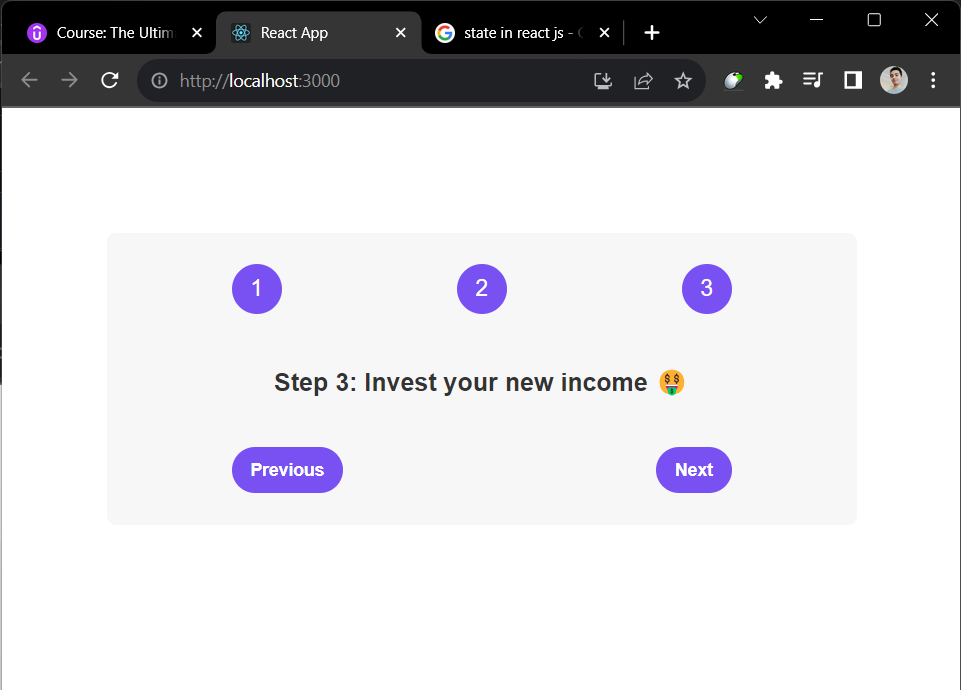 Course: The Ultim
React App
state in react js - G
http://localhost:3000
1 2 3
Step 3: Invest your new income 🤑
Previous Next